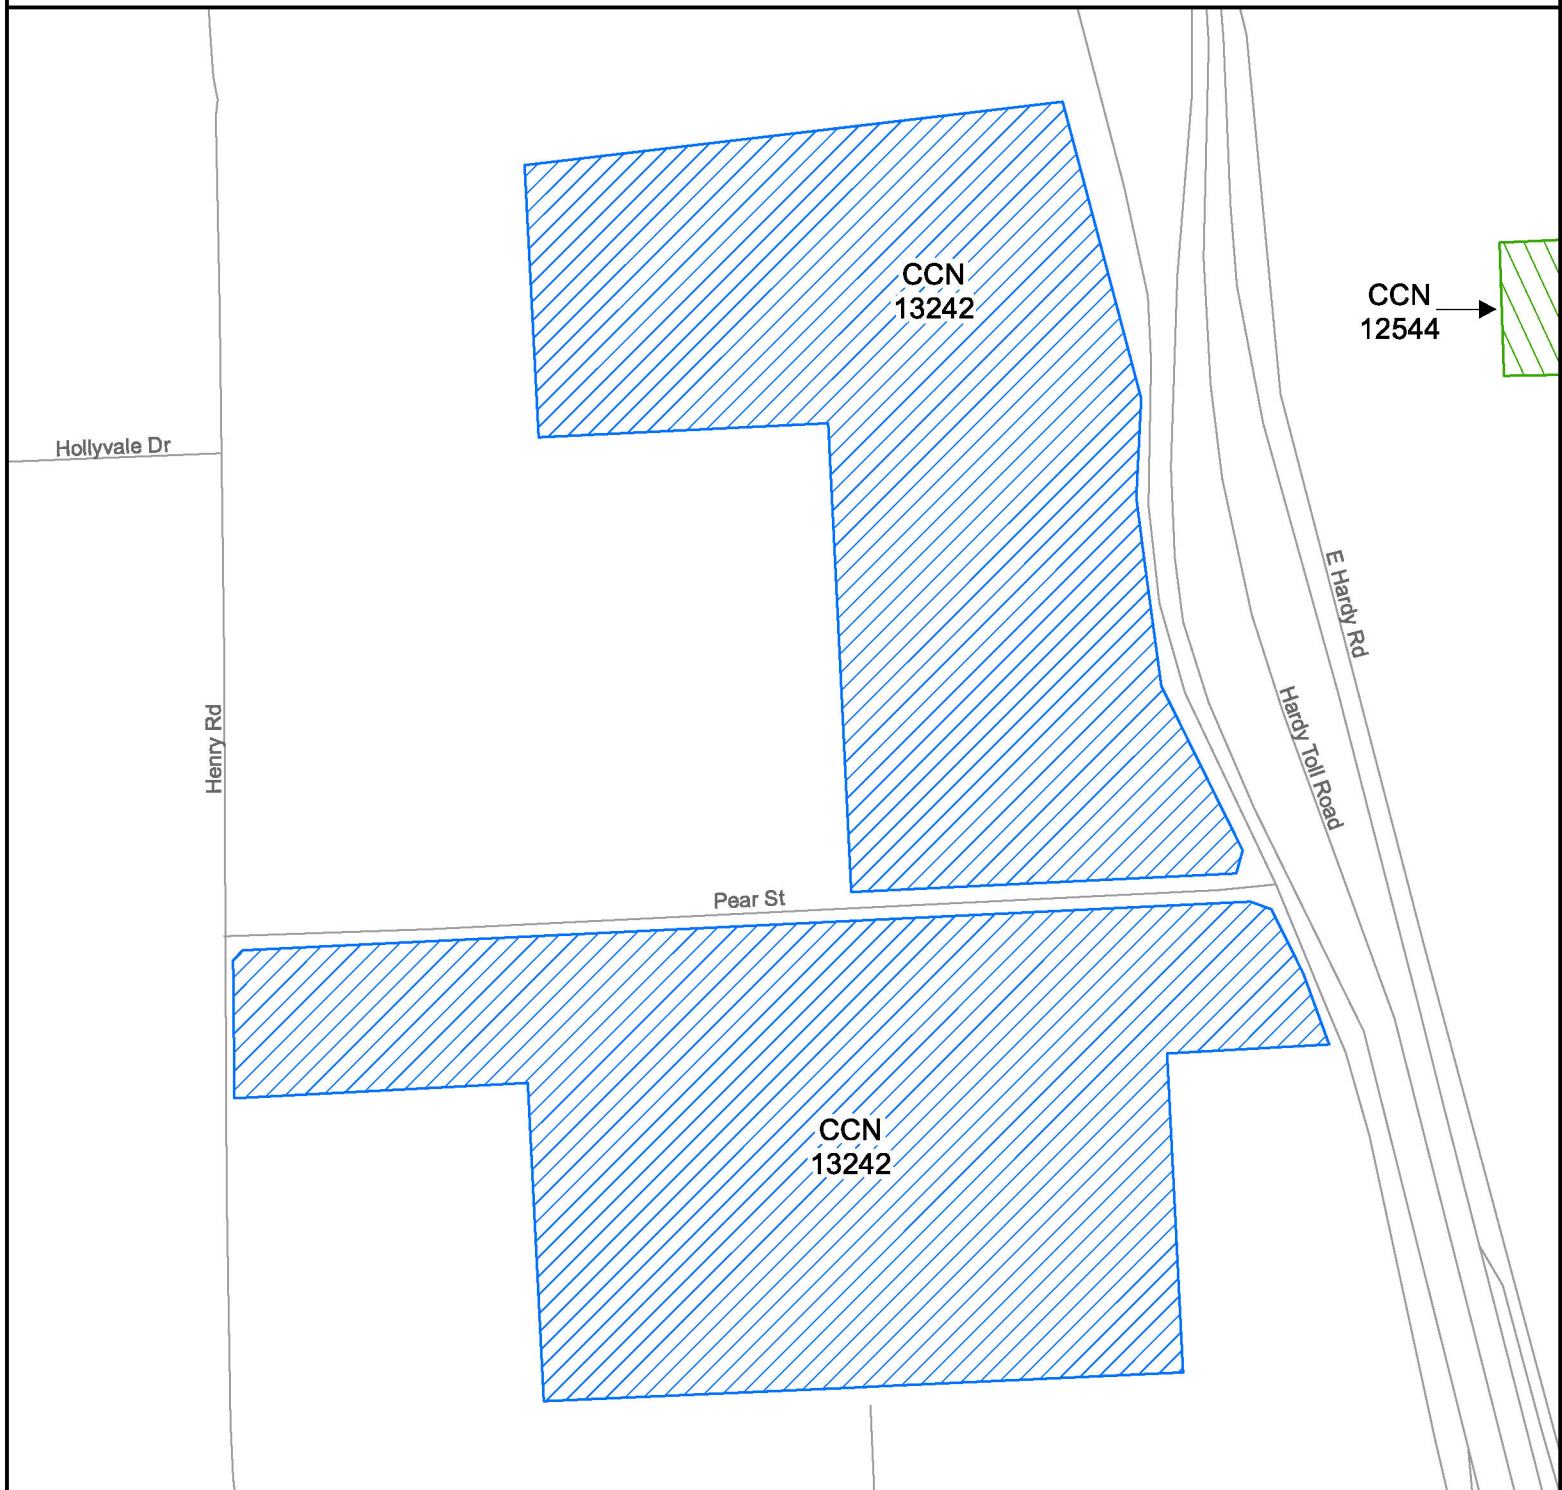 CCN
13242
CCN
12544
Hollyvale Dr
E Hardy Rd
Henry Rd
Hardy Toll Road
Pear St
CCN
13242